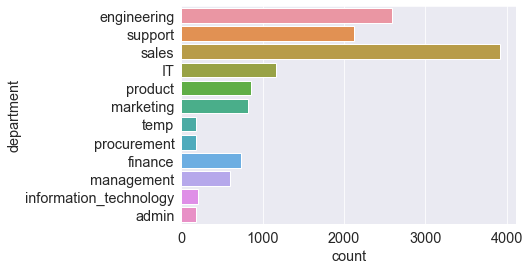 department
engineering
support
sales
IT
product
marketing
temp
procurement
finance
management
information_technology
admin
0 1000 2000 3000 4000
count